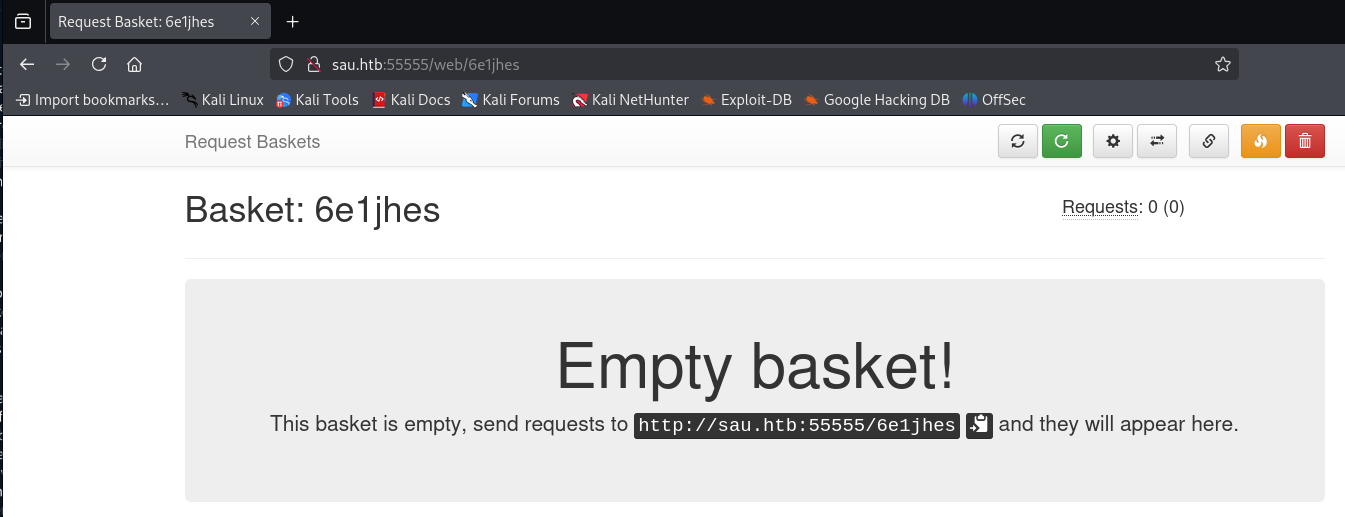 Request Basket: 6e1jhes
sau.htb:55555/web/6e1jhes
Import bookmarks... Kali Linux Kali Tools Kali Docs Kali Forums Kali NetHunter Exploit-DB Google Hacking DB OffSec
Request Baskets
Basket: 6e1jhes
Requests: 0 (0)
Empty basket!
This basket is empty, send requests to http://sau.htb:55555/6e1jhes and they will appear here.